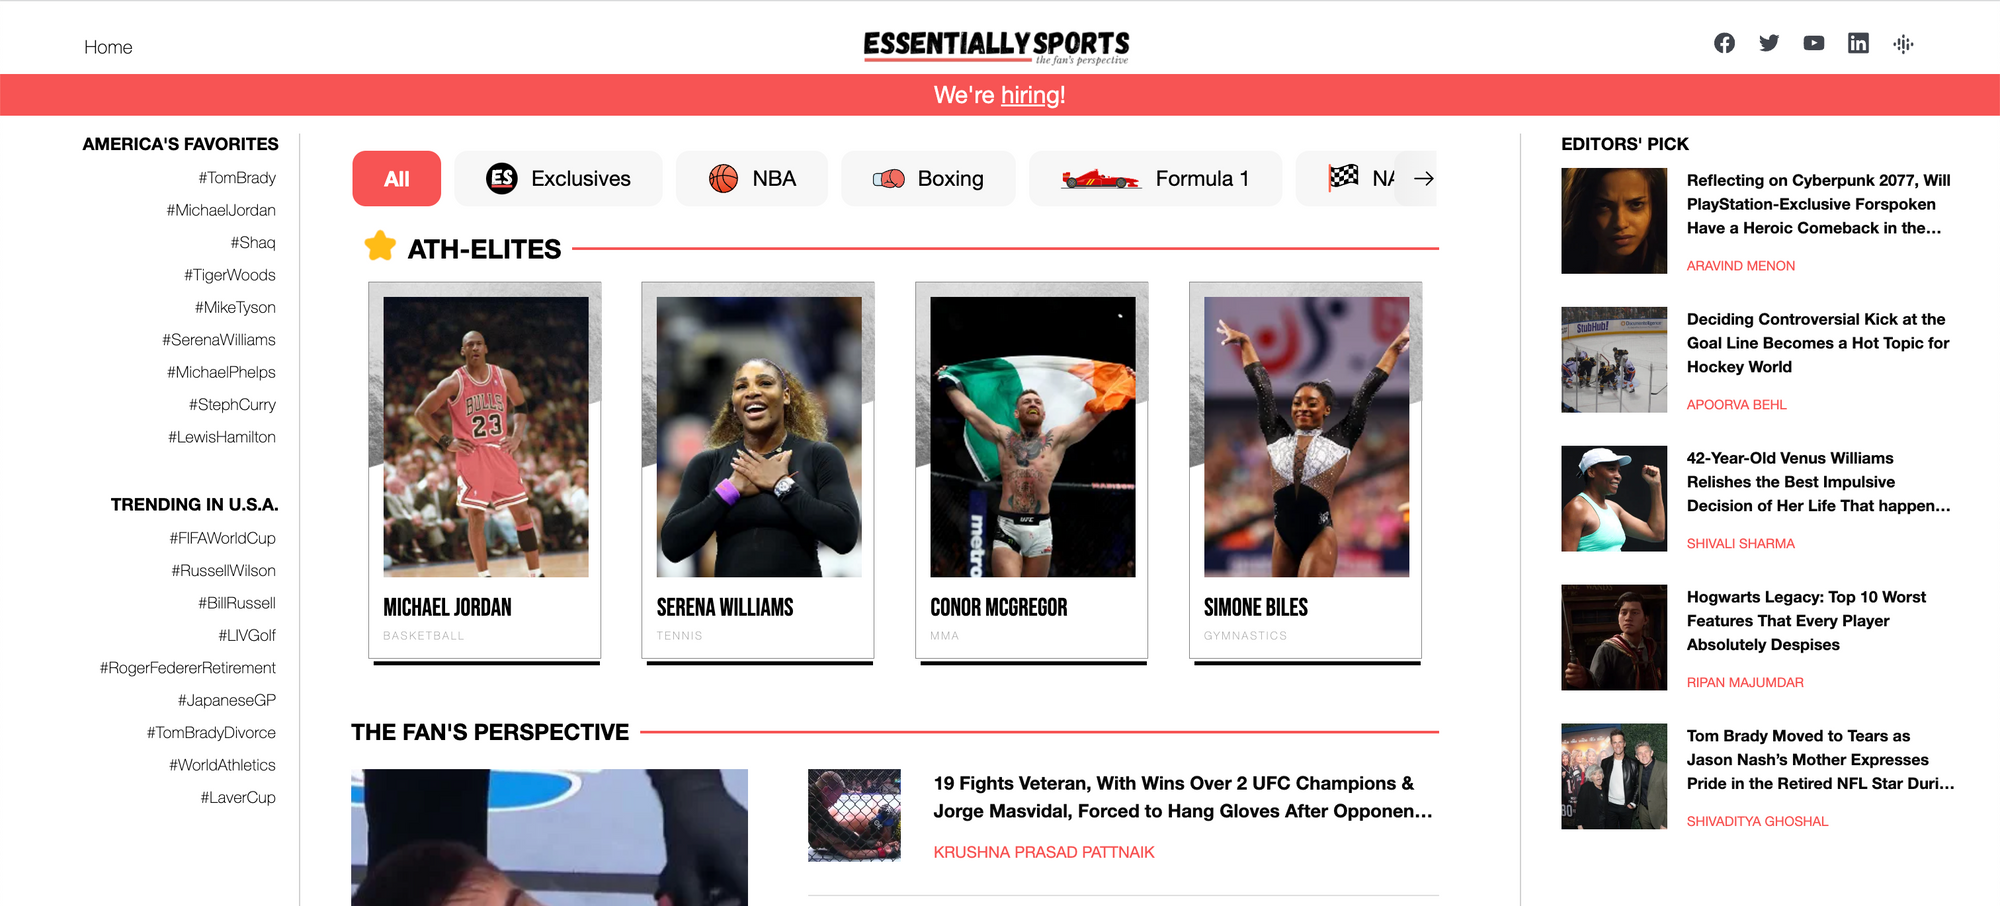 Home
ESSENTIALLYSPORTS
the fan's perspective
We're hiring!
AMERICA'S FAVORITES
#TomBrady
#MichaelJordan
#Shaq
#TigerWoods
#MikeTyson
#SerenaWilliams
#MichaelPhelps
#StephCurry
#LewisHamilton
TRENDING IN U.S.A.
#FIFAWorldCup
#RussellWilson
#BillRussell
#LIVGolf
#RogerFedererRetirement
#JapaneseGP
#TomBradyDivorce
#WorldAthletics
#LaverCup
All
ES
Exclusives
NBA
Boxing
Formula 1
NA
ATH-ELITES
BULLS
23
MICHAEL JORDAN
BASKETBALL
SERENA WILLIAMS
TENNIS
UFC
metro
CONOR MCGREGOR
MMA
SIMONE BILES
GYMNASTICS
THE FAN'S PERSPECTIVE
19 Fights Veteran, With Wins Over 2 UFC Champions &
Jorge Masvidal, Forced to Hang Gloves After Opponen...
KRUSHNA PRASAD PATTNAIK
EDITORS' PICK
Reflecting on Cyberpunk 2077, Will
PlayStation-Exclusive Forspoken
Have a Heroic Comeback in the...
ARAVIND MENON
StubHub!
Deciding Controversial Kick at the
Goal Line Becomes a Hot Topic for
Hockey World
APOORVA BEHL
42-Year-Old Venus Williams
Relishes the Best Impulsive
Decision of Her Life That happen...
SHIVALI SHARMA
Hogwarts Legacy: Top 10 Worst
Features That Every Player
Absolutely Despises
RIPAN MAJUMDAR
Tom Brady Moved to Tears as
Jason Nash's Mother Expresses
Pride in the Retired NFL Star Duri...
SHIVADITYA GHOSHAL